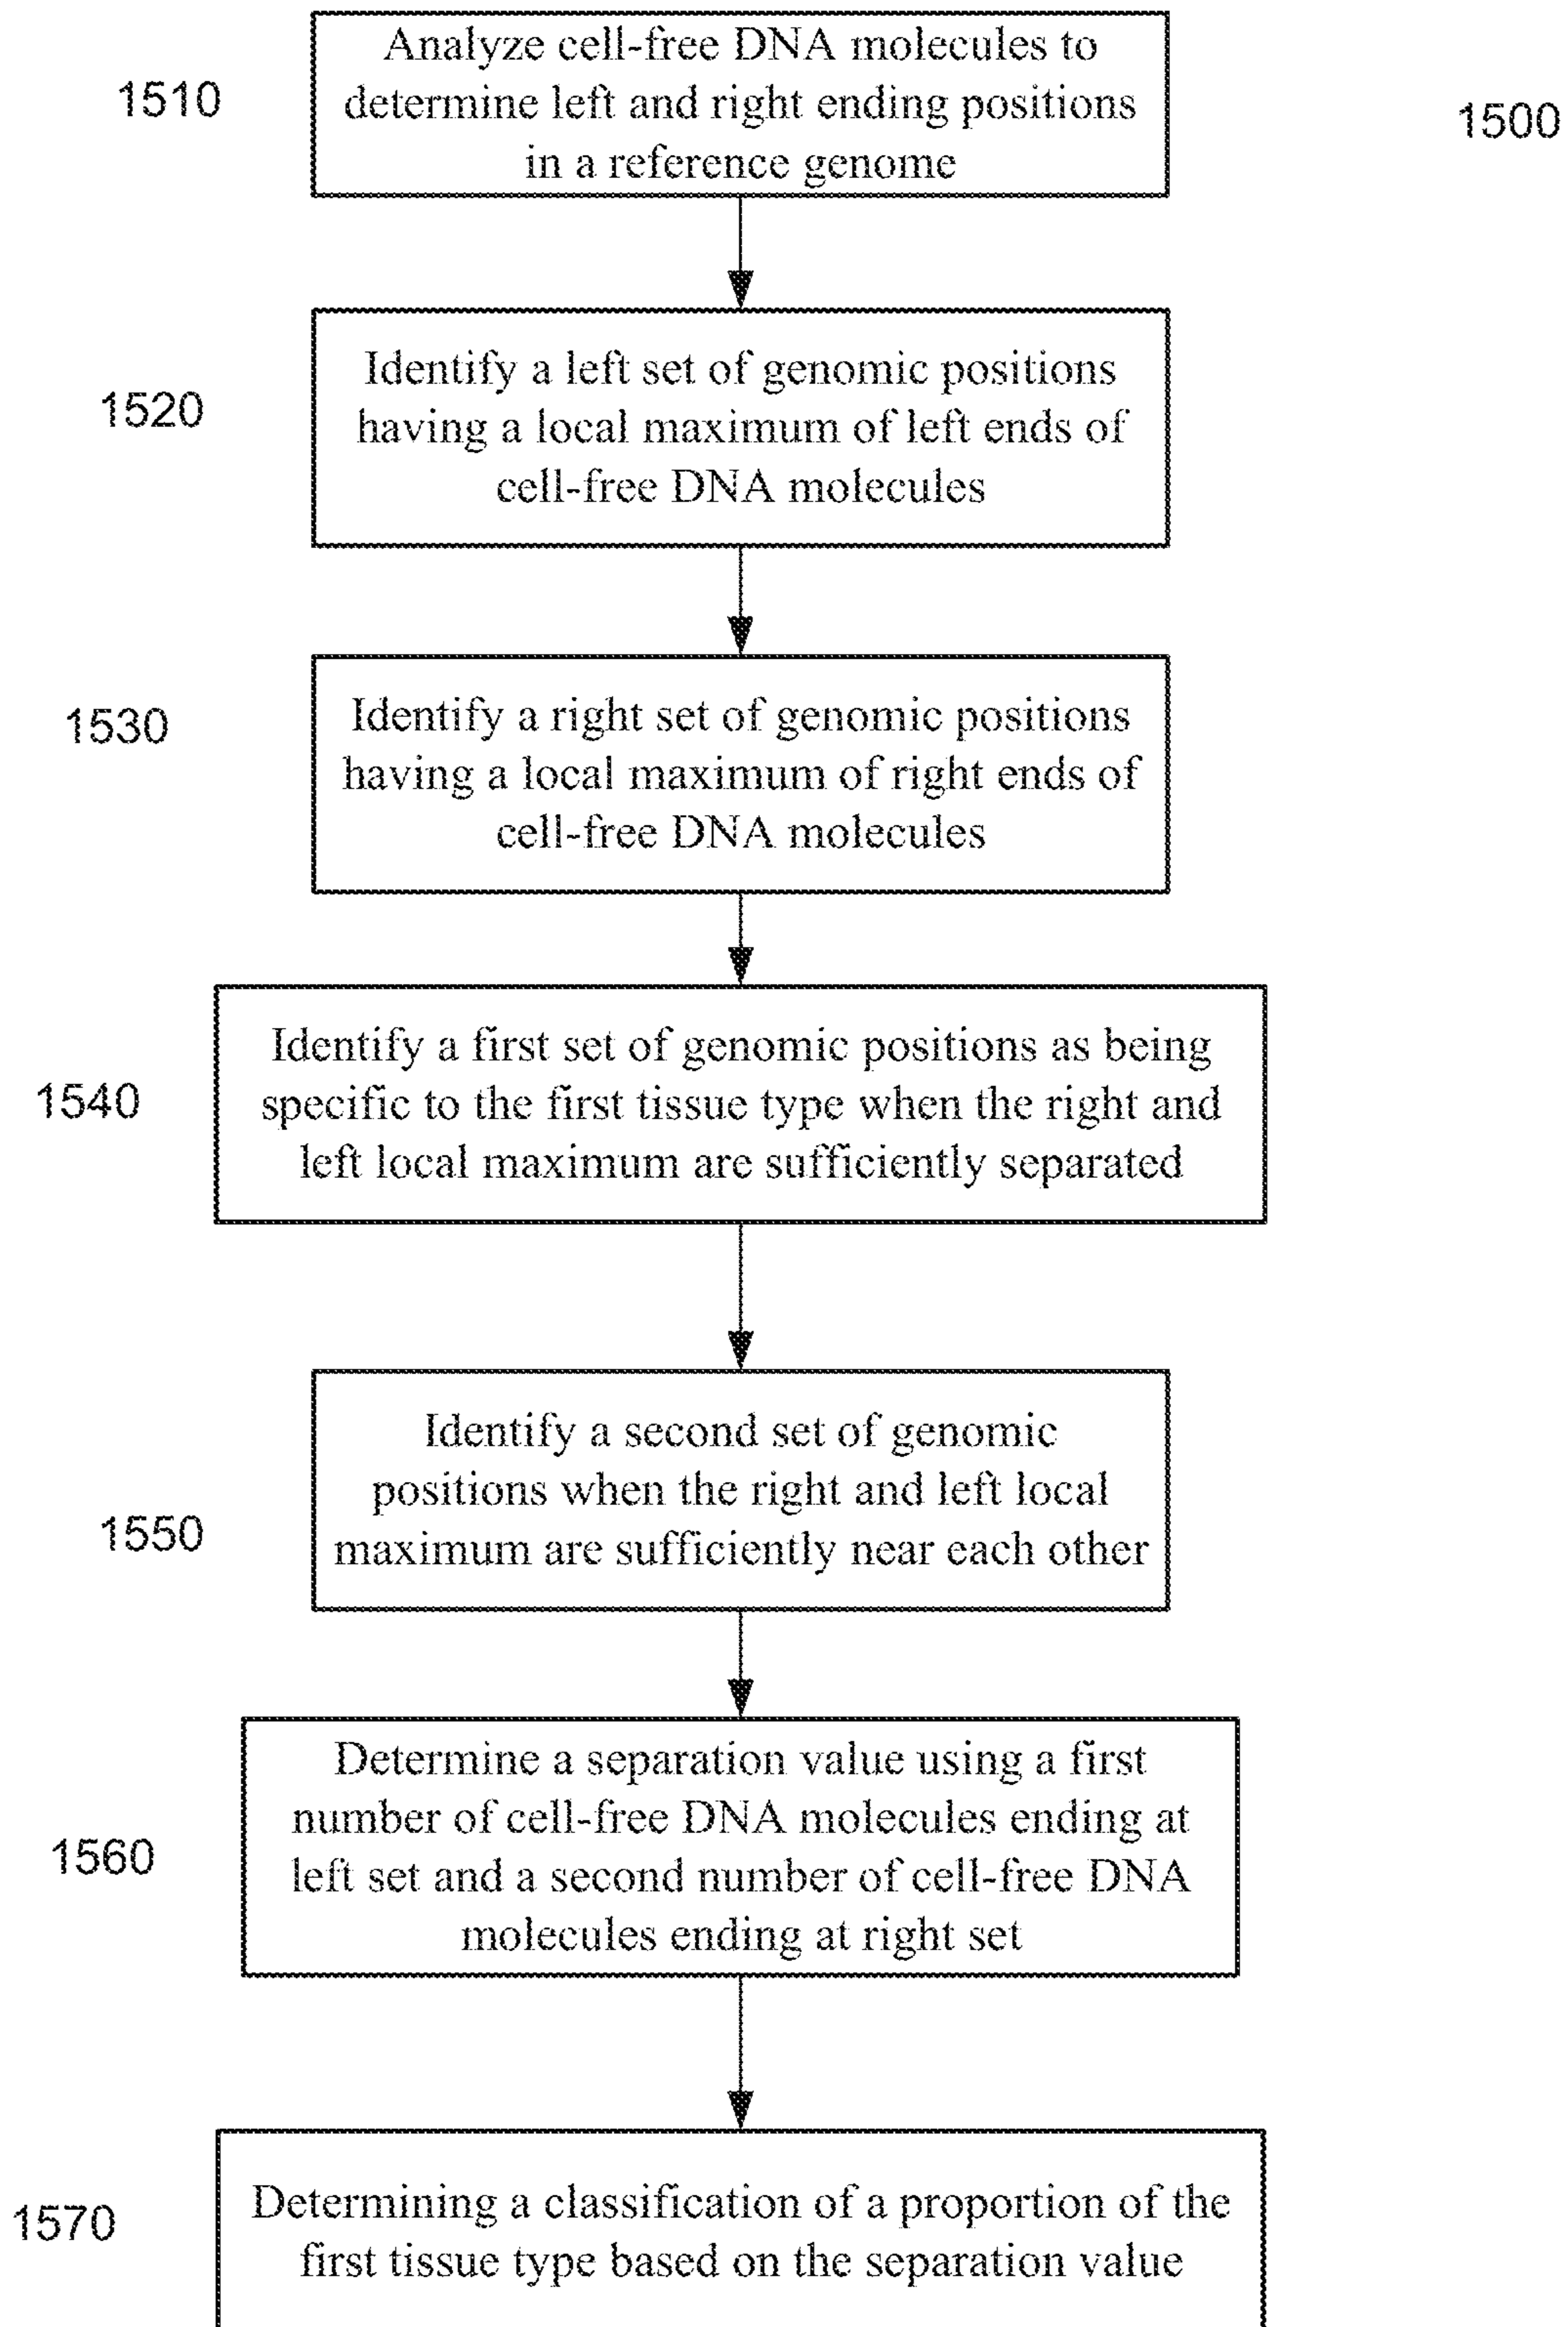 1500
1510
Analyze cell-free DNA molecules to
determine left and right ending positions
in a reference genome
1520
Identify a left set of genomic positions
having a local maximum of left ends of
cell-free DNA molecules
1530
Identify a right set of genomic positions
having a local maximum of right ends of
cell-free DNA molecules
1540
Identify a first set of genomic positions as being
specific to the first tissue type when the right and
left local maximum are sufficiently separated
1550
Identify a second set of genomic
positions when the right and left local
maximum are sufficiently near each other
1560
Determine a separation value using a first
number of cell-free DNA molecules ending at
left set and a second number of cell-free DNA
molecules ending at right set
1570
Determining a classification of a proportion of the
first tissue type based on the separation value